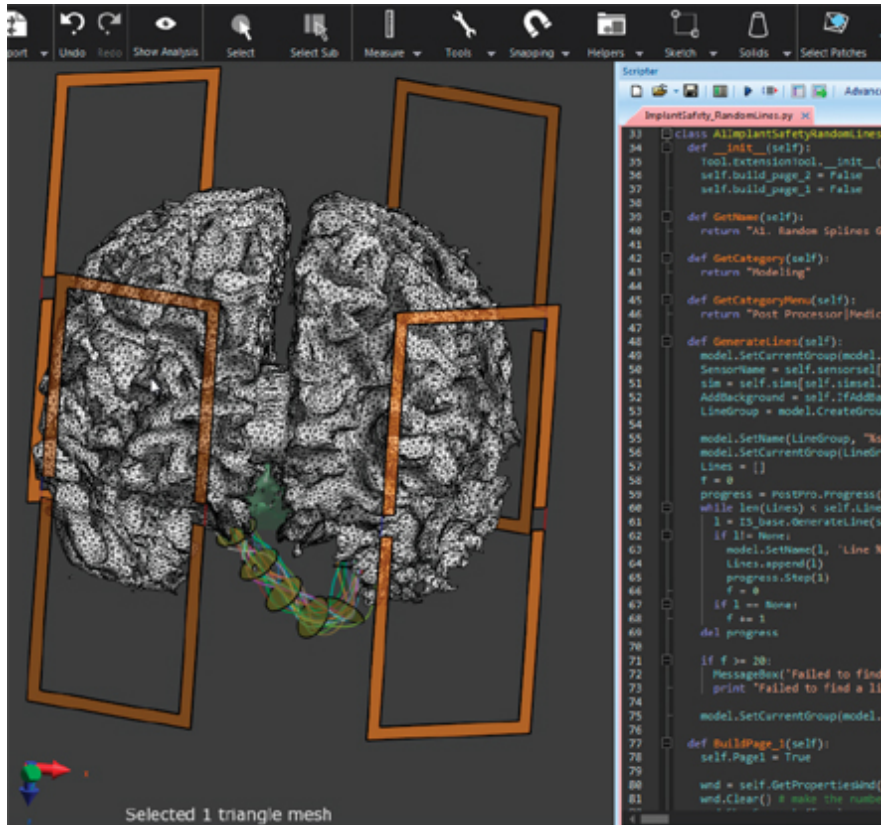 port Undo Redo Show Analysis Select Select Sub Measure Tools Snapping Helpers Sketch Solids Select Patches
Scripter
Advanc
ImplantSafety_RandomLines.py
33 class AImplantSafetyRandomLines
34 def __init__(self):
35 Tool.ExtensionTool.__init__(
36 self.build_page_2 = False
37 self.build_page_1 = False
38
39 def GetName(self):
40 return "A1. Random Splines G
41
42 def GetCategory(self):
43 return "Modeling"
44
45 def GetCategoryMenu(self):
46 return "Post Processor|Medic
47
48 def GenerateLines(self):
49 model.SetCurrentGroup(model.
50 SensorName = self.sensorsel[
51 sim = self.sims[self.simsel.
52 AddBackground = self.IfAddBa
53 LineGroup = model.CreateGrou
54
55 model.SetName(LineGroup, "%s
56 model.SetCurrentGroup(LineGr
57 Lines = []
58 f = 0
59 progress = PostPro.Progress(
60 while len(Lines) < self.Line
61 l = IS_base.GenerateLine(s
62 if l!= None:
63 model.SetName(l, 'Line %
64 Lines.append(l)
65 progress.Step(1)
66 f = 0
67 if l == None:
68 f += 1
69 del progress
70
71 if f >= 20:
72 MessageBox('Failed to find
73 print "Failed to find a li
74
75 model.SetCurrentGroup(model.
76
77 def BuildPage_1(self):
78 self.Page1 = True
79
80 wnd = self.GetPropertiesWnd(
81 wnd.Clear() # make the numbe
Selected 1 triangle mesh